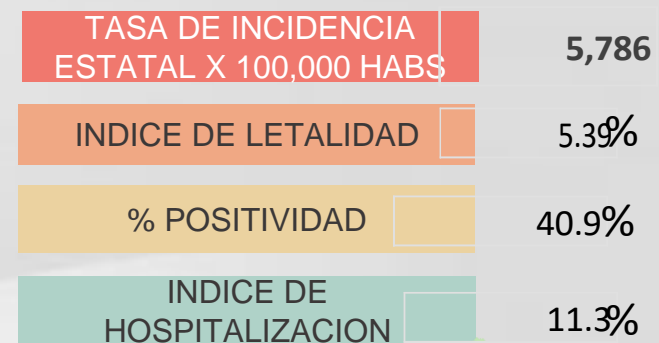 TASA DE INCIDENCIA
ESTATAL X 100,000 HABS
5,786
INDICE DE LETALIDAD
5.39%
% POSITIVIDAD
40.9%
INDICE DE
HOSPITALIZACION
11.3%